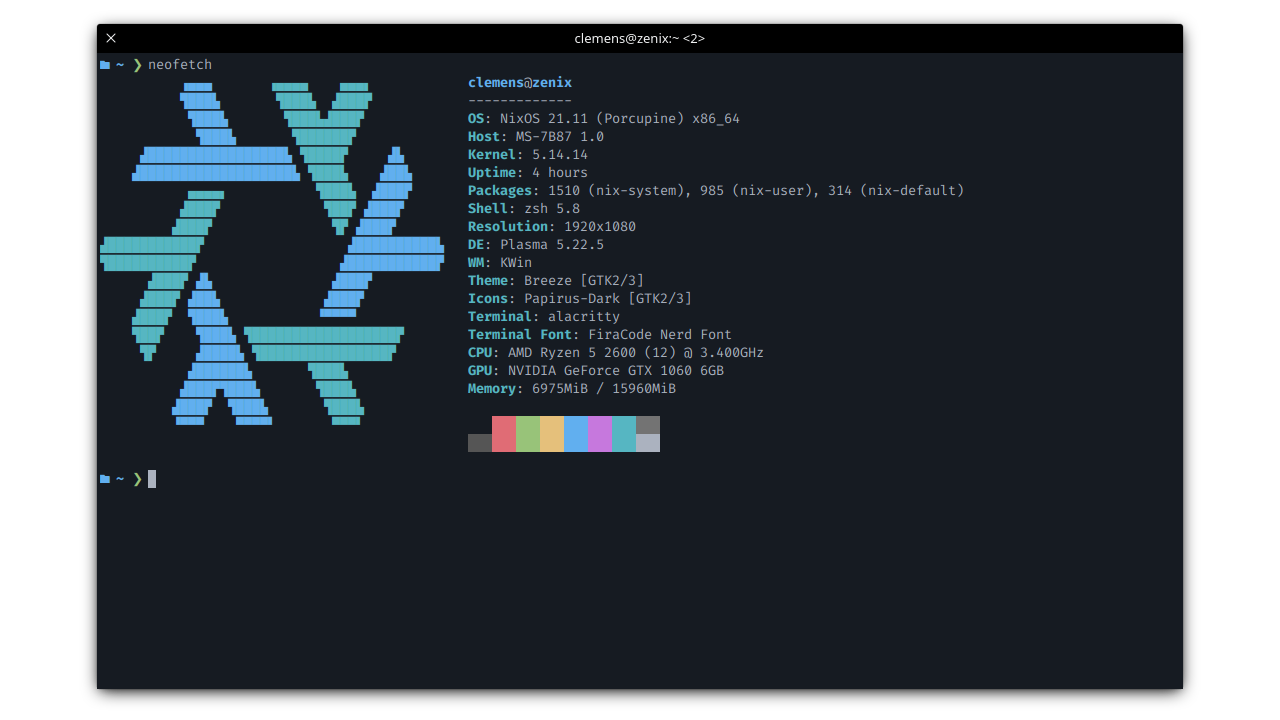 clemens@zenix:~ <2>
~ ❯ neofetch
clemens@zenix
-------------
OS: NixOS 21.11 (Porcupine) x86_64
Host: MS-7B87 1.0
Kernel: 5.14.14
Uptime: 4 hours
Packages: 1510 (nix-system), 985 (nix-user), 314 (nix-default)
Shell: zsh 5.8
Resolution: 1920x1080
DE: Plasma 5.22.5
WM: KWin
Theme: Breeze [GTK2/3]
Icons: Papirus-Dark [GTK2/3]
Terminal: alacritty
Terminal Font: FiraCode Nerd Font
CPU: AMD Ryzen 5 2600 (12) @ 3.400GHz
GPU: NVIDIA GeForce GTX 1060 6GB
Memory: 6975MiB / 15960MiB
~ ❯